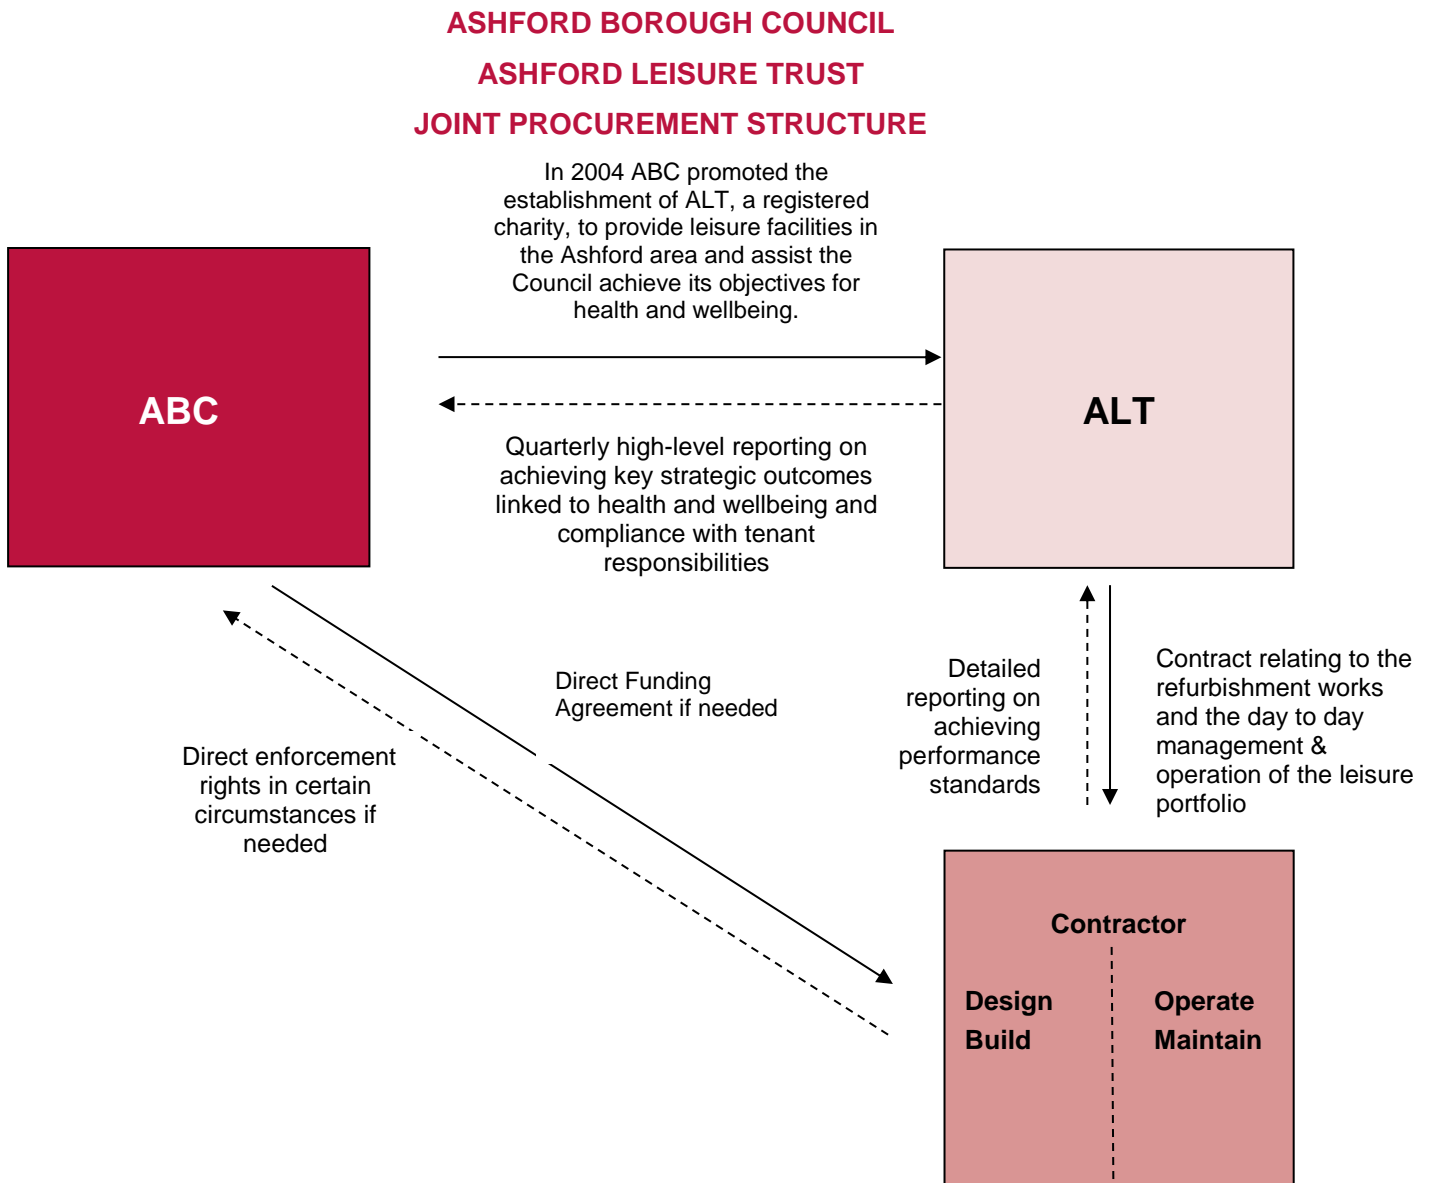 ASHFORD BOROUGH COUNCIL
ASHFORD LEISURE TRUST
JOINT PROCUREMENT STRUCTURE
In 2004 ABC promoted the
establishment of ALT, a registered
charity, to provide leisure facilities in
the Ashford area and assist the
Council achieve its objectives for
health and wellbeing.
ABC
ALT
Quarterly high-level reporting on
achieving key strategic outcomes
linked to health and wellbeing and
compliance with tenant
responsibilities
Direct Funding
Agreement if needed
Direct enforcement
rights in certain
circumstances if
needed
Detailed
reporting on
achieving
performance
standards
Contract relating to the
refurbishment works
and the day to day
management &
operation of the leisure
portfolio
Contractor
Design
Build
Operate
Maintain